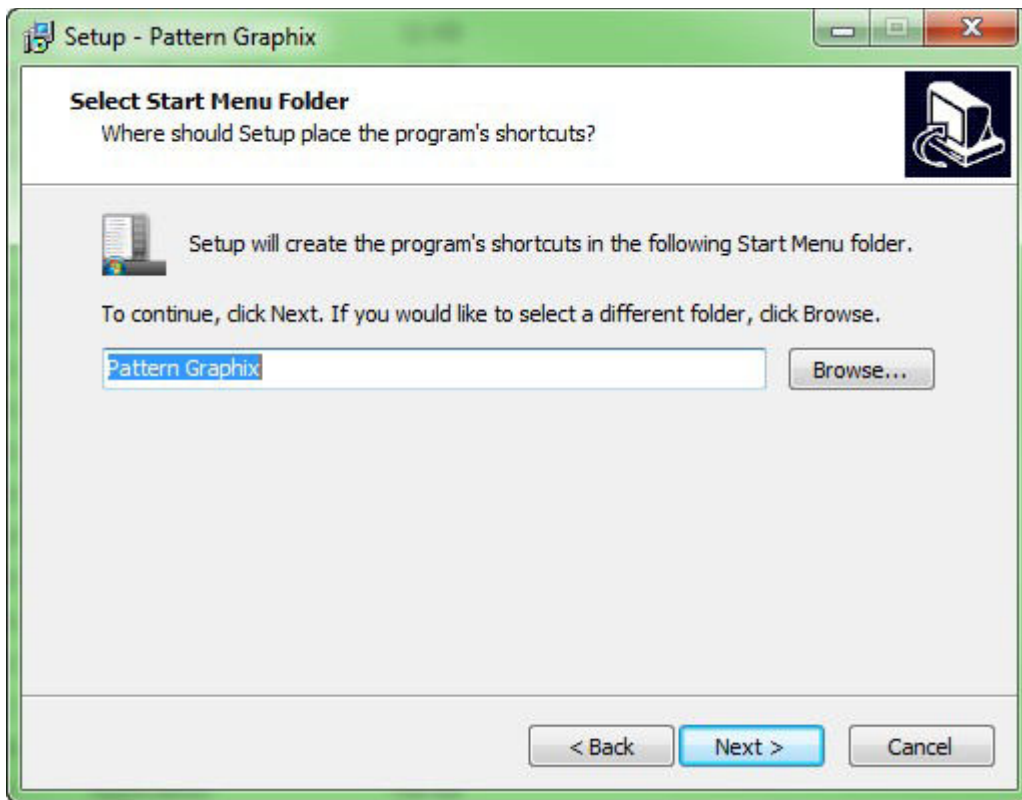 Setup - Pattern Graphix
Select Start Menu Folder
Where should Setup place the program's shortcuts?
Setup will create the program's shortcuts in the following Start Menu folder.
To continue, click Next. If you would like to select a different folder, click Browse.
Pattern Graphix
Browse...
< Back
Next >
Cancel